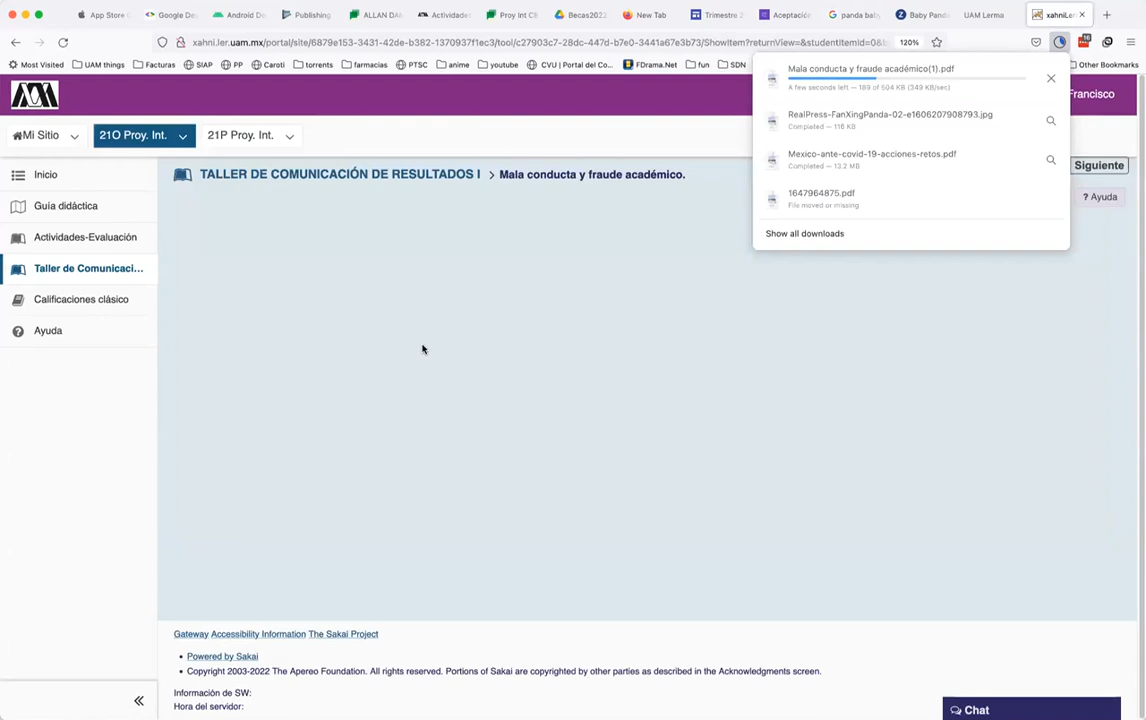 App Store C
Google Dev
Android De
Publishing
ALLAN DAN
Actividades
Proy Int CE
Becas2022
New Tab
Trimestre 2
Aceptación
panda baby
Baby Panda
UAM Lerma
xahniLer.
xahni.ler.uam.mx/portal/site/6879e153-3431-42de-b382-1370937f1ec3/tool/c27903c7-28dc-447d-b7e0-3441a67e3b73/ShowItem?returnView=&studentItemId=0&b
120%
Most Visited
UAM things
Facturas
SIAP
PP
Caroti
torrents
farmacias
PTSC
anime
youtube
CVU | Portal del Co...
FDrama.Net
fun
SDN
Other Bookmarks
Mala conducta y fraude académico(1).pdf
A few seconds left — 189 of 504 KB (349 KB/sec)
RealPress-FanXingPanda-02-e1606207908793.jpg
Completed — 116 KB
Mexico-ante-covid-19-acciones-retos.pdf
Completed — 13.2 MB
1647964875.pdf
File moved or missing
Show all downloads
Francisco
Mi Sitio
21O Proy. Int.
21P Proy. Int.
Siguiente
? Ayuda
Inicio
Guía didáctica
Actividades-Evaluación
Taller de Comunicaci...
Calificaciones clásico
Ayuda
TALLER DE COMUNICACIÓN DE RESULTADOS I > Mala conducta y fraude académico.
Gateway Accessibility Information The Sakai Project
• Powered by Sakai
• Copyright 2003-2022 The Apereo Foundation. All rights reserved. Portions of Sakai are copyrighted by other parties as described in the Acknowledgments screen.
Información de SW:
Hora del servidor:
Chat